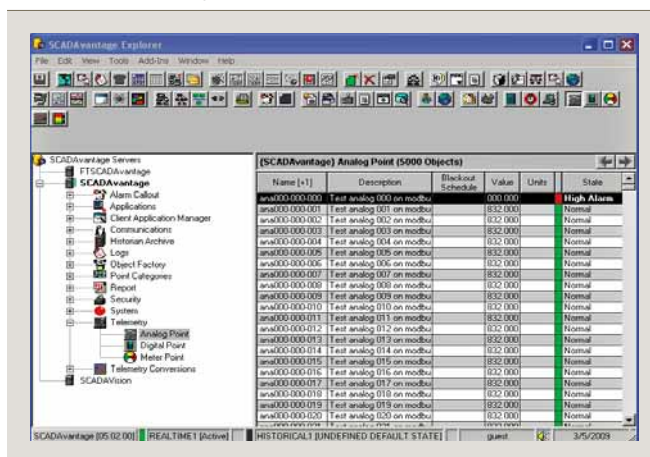 SCADAvantage Explorer
File Edit View Tools Add-Ins Window Help
SCADAvantage Servers
FTSCADAvantage
SCADAvantage
Alarm Callout
Applications
Client Application Manager
Communications
Historian Archive
Logs
Object Factory
Point Categories
Report
Security
System
Telemetry
Analog Point
Digital Point
Meter Point
Telemetry Conversions
SCADAVision
(SCADAvantage) Analog Point (5000 Objects)
Name [+1] Description Blackout Schedule Value Units State
ana000-000-000 Test analog 000 on modbu 000.000 High Alarm
ana000-000-001 Test analog 001 on modbu 832.000 Normal
ana000-000-002 Test analog 002 on modbu 832.000 Normal
ana000-000-003 Test analog 003 on modbu 832.000 Normal
ana000-000-004 Test analog 004 on modbu 832.000 Normal
ana000-000-005 Test analog 005 on modbu 832.000 Normal
ana000-000-006 Test analog 006 on modbu 832.000 Normal
ana000-000-007 Test analog 007 on modbu 832.000 Normal
ana000-000-008 Test analog 008 on modbu 832.000 Normal
ana000-000-009 Test analog 009 on modbu 832.000 Normal
ana000-000-010 Test analog 010 on modbu 832.000 Normal
ana000-000-011 Test analog 011 on modbu 832.000 Normal
ana000-000-012 Test analog 012 on modbu 832.000 Normal
ana000-000-013 Test analog 013 on modbu 832.000 Normal
ana000-000-014 Test analog 014 on modbu 832.000 Normal
ana000-000-015 Test analog 015 on modbu 832.000 Normal
ana000-000-016 Test analog 016 on modbu 832.000 Normal
ana000-000-017 Test analog 017 on modbu 832.000 Normal
ana000-000-018 Test analog 018 on modbu 832.000 Normal
ana000-000-019 Test analog 019 on modbu 832.000 Normal
ana000-000-020 Test analog 020 on modbu 832.000 Normal
SCADAvantage [05.02.00] REALTIME1 [Active] HISTORICAL1 [UNDEFINED DEFAULT STATE] guest 3/5/2009